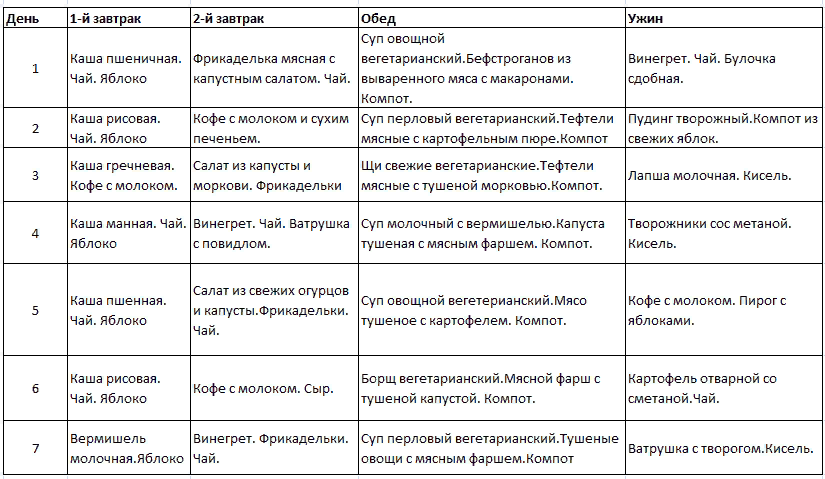 День 1-й завтрак 2-й завтрак Обед Ужин
1
Каша пшеничная.
Чай. Яблоко
Фрикаделька мясная с
капустным салатом. Чай.
Суп овощной
вегетарианский.Бефстроганов из
вываренного мяса с макаронами.
Компот.
Винегрет. Чай. Булочка
сдобная.
2
Каша рисовая.
Чай. Яблоко
Кофе с молоком и сухим
печеньем.
Суп перловый вегетарианский.Тефтели
мясные с картофельным пюре.Компот
Пудинг творожный.Компот из
свежих яблок.
3
Каша гречневая.
Кофе с молоком.
Салат из капусты и
моркови. Фрикадельки
Щи свежие вегетарианские.Тефтели
мясные с тушеной морковью.Компот.
Лапша молочная. Кисель.
4
Каша манная. Чай.
Яблоко
Винегрет. Чай. Ватрушка
с повидлом.
Суп молочный с вермишелью.Капуста
тушеная с мясным фаршем. Компот.
Творожники сос метаной.
Кисель.
5
Каша пшенная.
Чай. Яблоко
Салат из свежих огурцов
и капусты.Фрикадельки.
Чай.
Суп овощной вегетерианский.Мясо
тушеное с картофелем. Компот.
Кофе с молоком. Пирог с
яблоками.
6
Каша рисовая.
Чай. Яблоко
Кофе с молоком. Сыр.
Борщ вегетарианский.Мясной фарш с
тушеной капустой. Компот.
Картофель отварной со
сметаной.Чай.
7
Вермишель
молочная.Яблоко
Винегрет. Фрикадельки.
Чай.
Суп перловый вегетарианский.Тушеные
овощи с мясным фаршем.Компот
Ватрушка с творогом.Кисель.